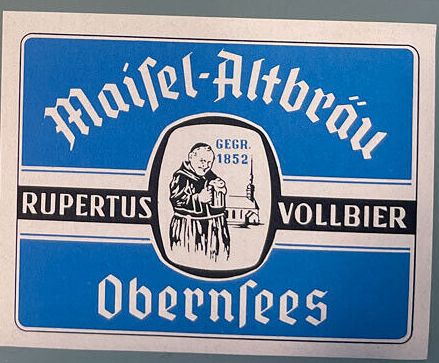 Maiſel-Altbräu
GEGR.
1852
RUPERTUS VOLLBIER
Obernſees